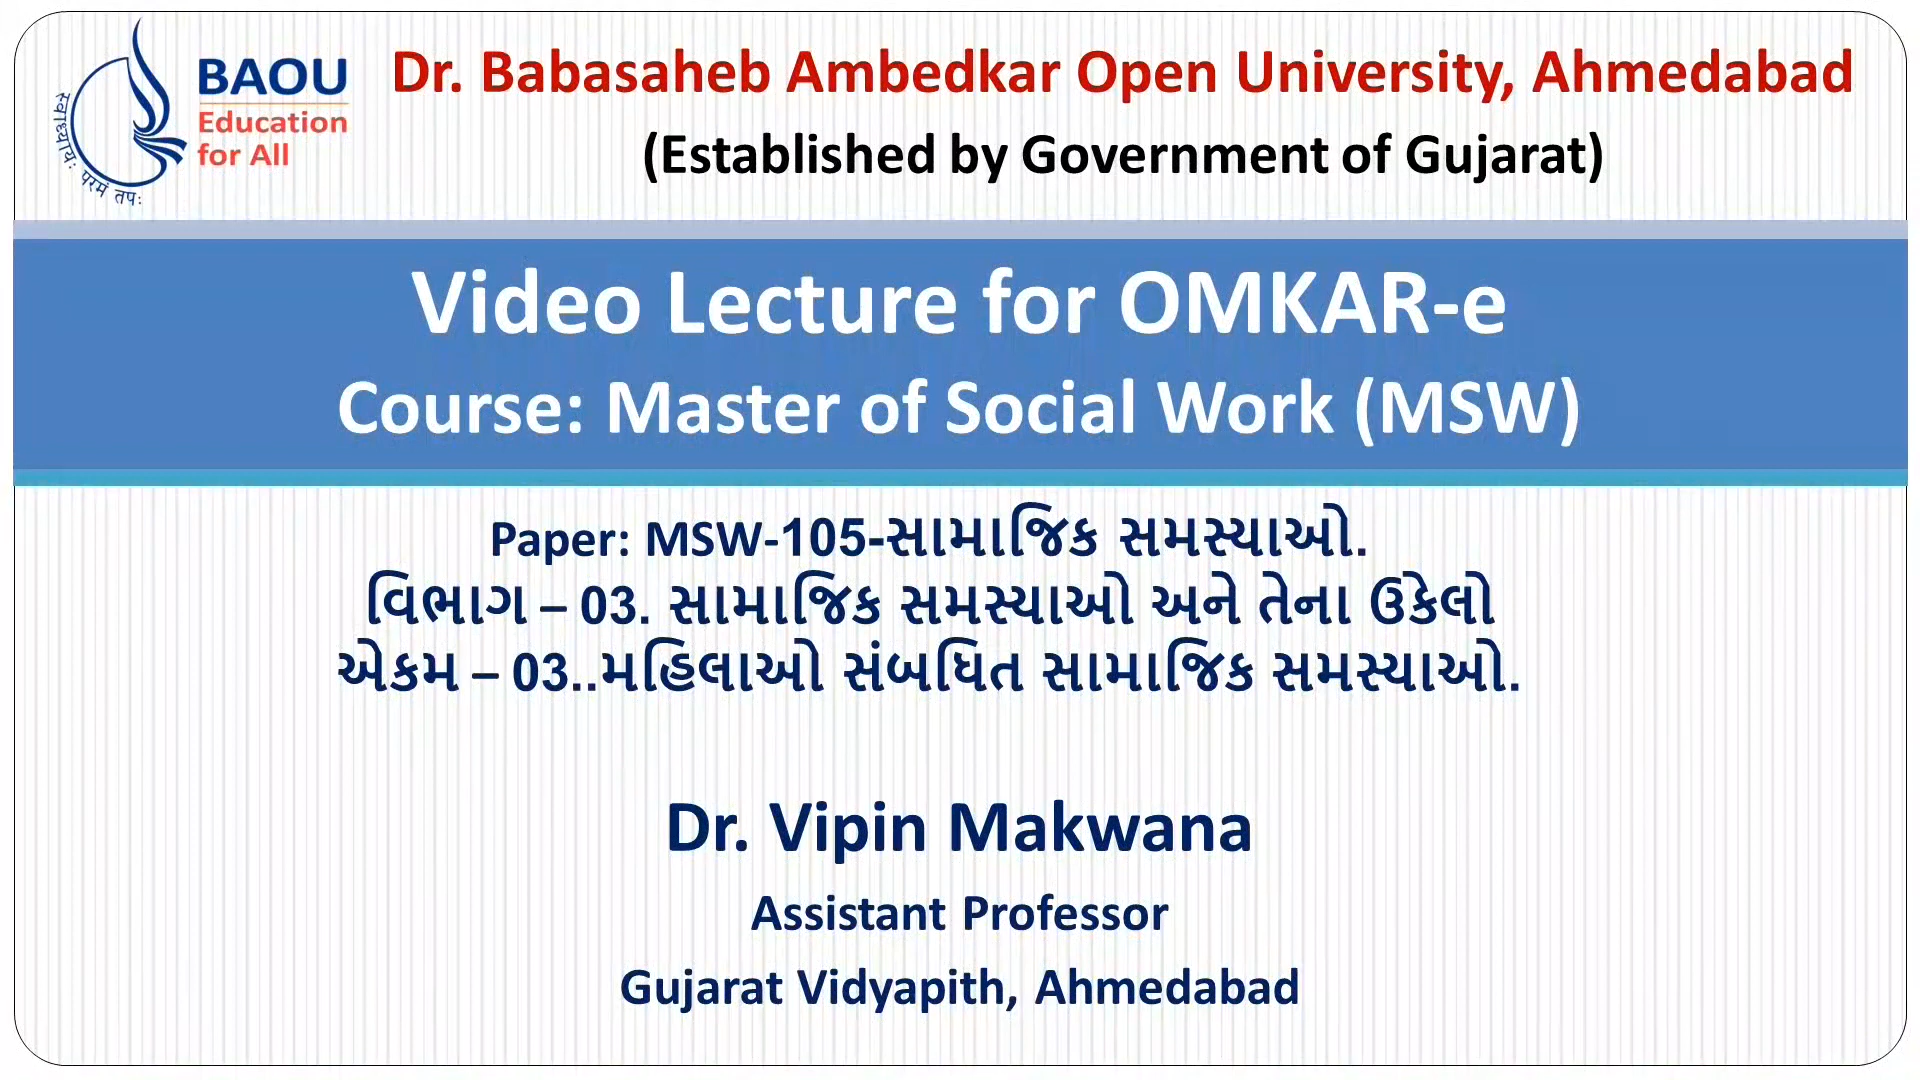 स्वाध्यायः परमं तपः
BAOU
Education
for All
Dr. Babasaheb Ambedkar Open University, Ahmedabad
(Established by Government of Gujarat)
Video Lecture for OMKAR-e
Course: Master of Social Work (MSW)
Paper: MSW-105-સામાજિક સમસ્યાઓ.
વિભાગ – 03. સામાજિક સમસ્યાઓ અને તેના ઉકેલો
એકમ – 03..મહિલાઓ સંબધિત સામાજિક સમસ્યાઓ.
Dr. Vipin Makwana
Assistant Professor
Gujarat Vidyapith, Ahmedabad